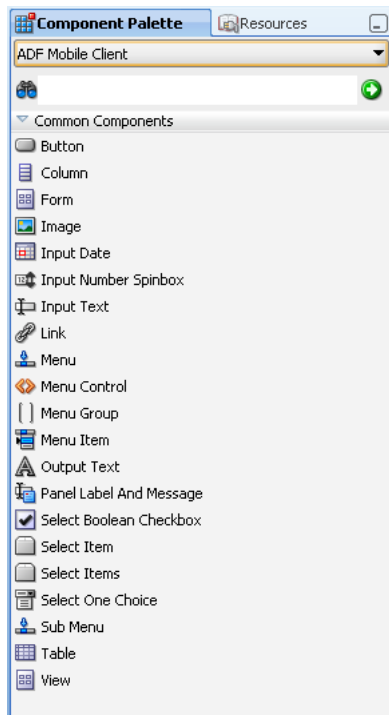 Component Palette Resources
ADF Mobile Client
Common Components
Button
Column
Form
Image
Input Date
Input Number Spinbox
Input Text
Link
Menu
Menu Control
Menu Group
Menu Item
Output Text
Panel Label And Message
Select Boolean Checkbox
Select Item
Select Items
Select One Choice
Sub Menu
Table
View